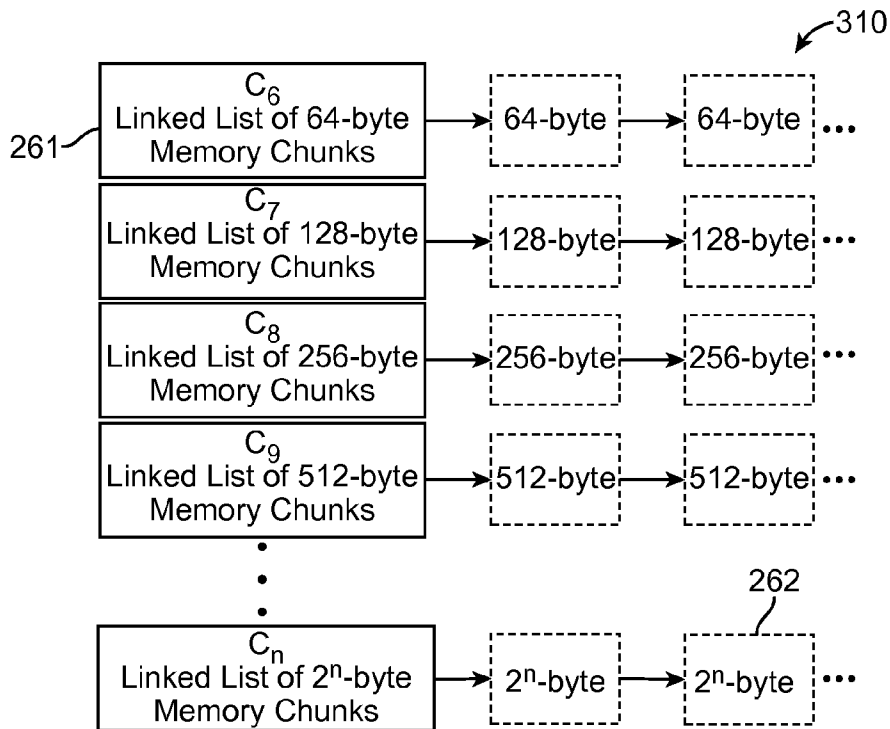 310
C6
Linked List of 64-byte
Memory Chunks
64-byte
64-byte
...
261
C7
Linked List of 128-byte
Memory Chunks
128-byte
128-byte
...
C8
Linked List of 256-byte
Memory Chunks
256-byte
256-byte
...
C9
Linked List of 512-byte
Memory Chunks
512-byte
512-byte
...
262
Cn
Linked List of 2ⁿ-byte
Memory Chunks
2ⁿ-byte
2ⁿ-byte
...